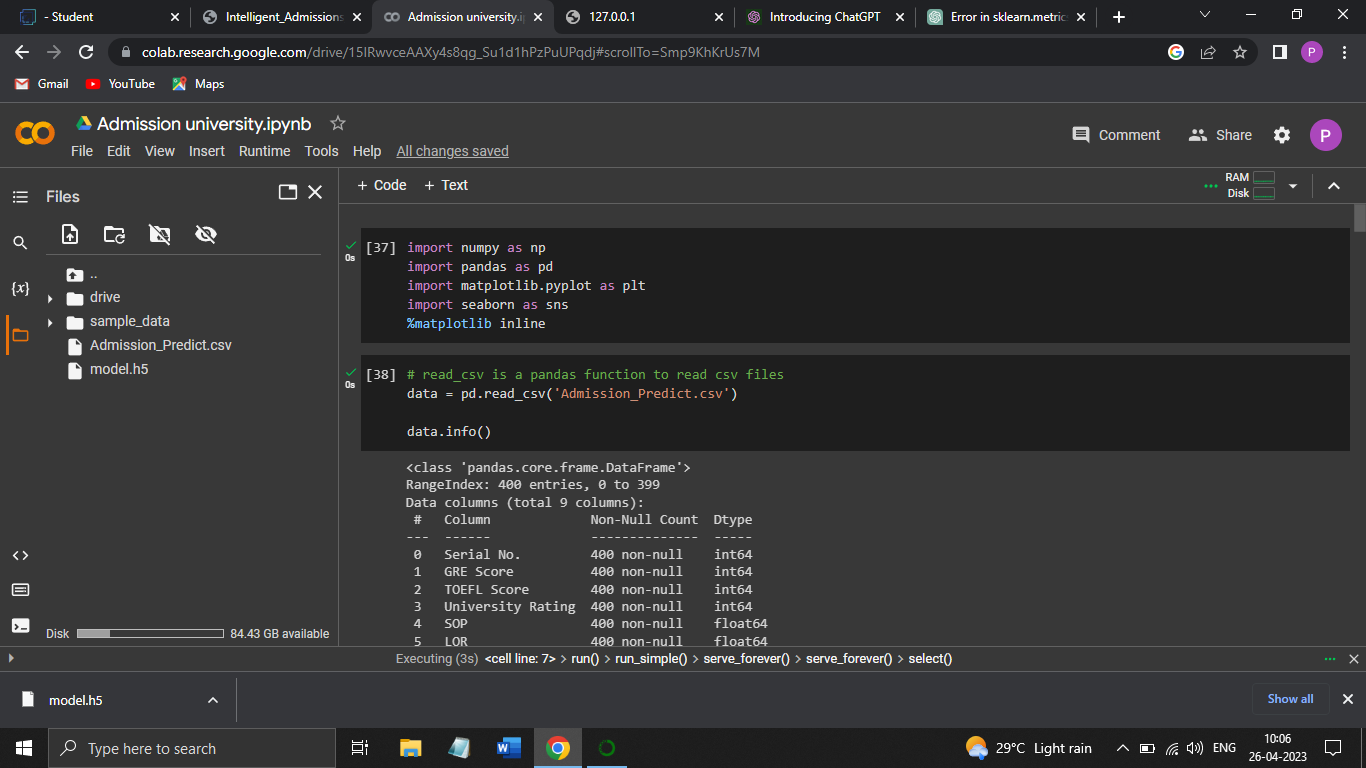 - Student
Intelligent_Admissions
Admission university.i
127.0.0.1
Introducing ChatGPT
Error in sklearn.metric
colab.research.google.com/drive/15IRwvceAAXy4s8qg_Su1d1hPzPuUPqdj#scrollTo=Smp9KhKrUs7M
P
Gmail
YouTube
Maps
Admission university.ipynb
File Edit View Insert Runtime Tools Help All changes saved
Comment
Share
P
Files
+ Code + Text
RAM
Disk
..
drive
sample_data
Admission_Predict.csv
model.h5
{x}
Disk
84.43 GB available
0s
[37] import numpy as np
import pandas as pd
import matplotlib.pyplot as plt
import seaborn as sns
%matplotlib inline
0s
[38] # read_csv is a pandas function to read csv files
data = pd.read_csv('Admission_Predict.csv')
data.info()
<class 'pandas.core.frame.DataFrame'>
RangeIndex: 400 entries, 0 to 399
Data columns (total 9 columns):
# Column Non-Null Count Dtype
--- ------ -------------- -----
0 Serial No. 400 non-null int64
1 GRE Score 400 non-null int64
2 TOEFL Score 400 non-null int64
3 University Rating 400 non-null int64
4 SOP 400 non-null float64
5 LOR 400 non-null float64
Executing (3s) <cell line: 7> > run() > run_simple() > serve_forever() > serve_forever() > select()
model.h5
Show all
Type here to search
29°C Light rain
ENG
10:06
26-04-2023